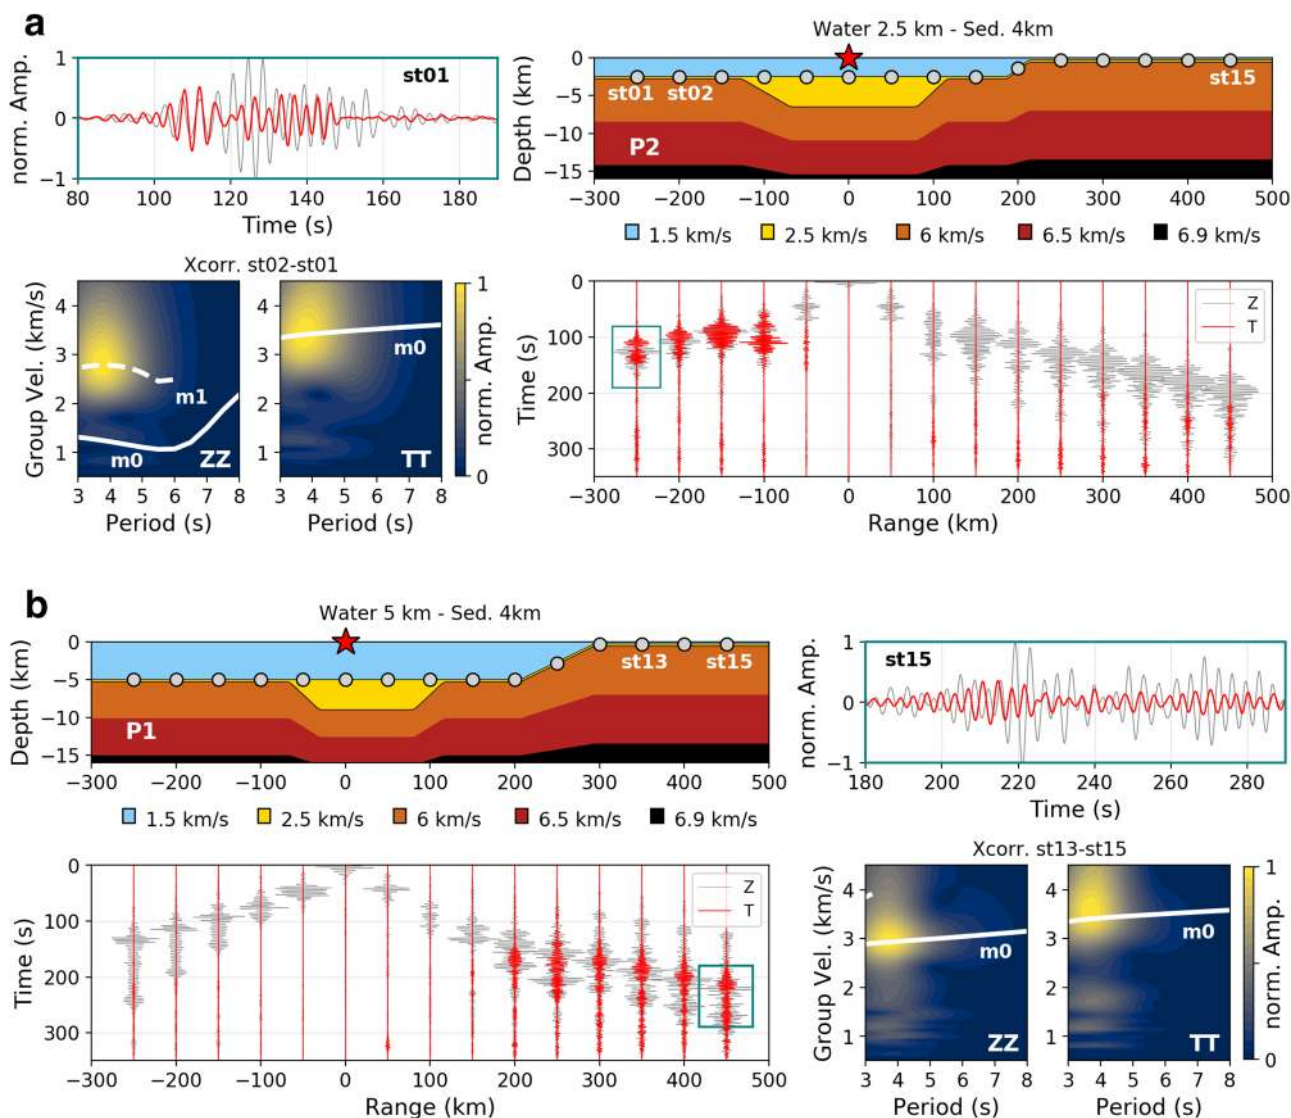 a
norm. Amp.
1
0
−1
st01
80 100 120 140 160 180
Time (s)
Water 2.5 km - Sed. 4km
Depth (km)
0
−5
−10
−15
st01 st02 st15
P2
−300 −200 −100 0 100 200 300 400 500
1.5 km/s 2.5 km/s 6 km/s 6.5 km/s 6.9 km/s
Xcorr. st02-st01
Group Vel. (km/s)
4
3
2
1
m1
m0
ZZ
3 4 5 6 7 8
Period (s)
4
3
2
1
m0
TT
3 4 5 6 7 8
Period (s)
1
0
norm. Amp.
Time (s)
0
100
200
300
Z
T
−300 −200 −100 0 100 200 300 400 500
Range (km)
b
Water 5 km - Sed. 4km
Depth (km)
0
−5
−10
−15
st13 st15
P1
−300 −200 −100 0 100 200 300 400 500
1.5 km/s 2.5 km/s 6 km/s 6.5 km/s 6.9 km/s
norm. Amp.
1
0
−1
st15
180 200 220 240 260 280
Time (s)
Time (s)
0
100
200
300
Z
T
−300 −200 −100 0 100 200 300 400 500
Range (km)
Xcorr. st13-st15
Group Vel. (km/s)
4
3
2
1
m0
ZZ
3 4 5 6 7 8
Period (s)
4
3
2
1
m0
TT
3 4 5 6 7 8
Period (s)
1
0
norm. Amp.